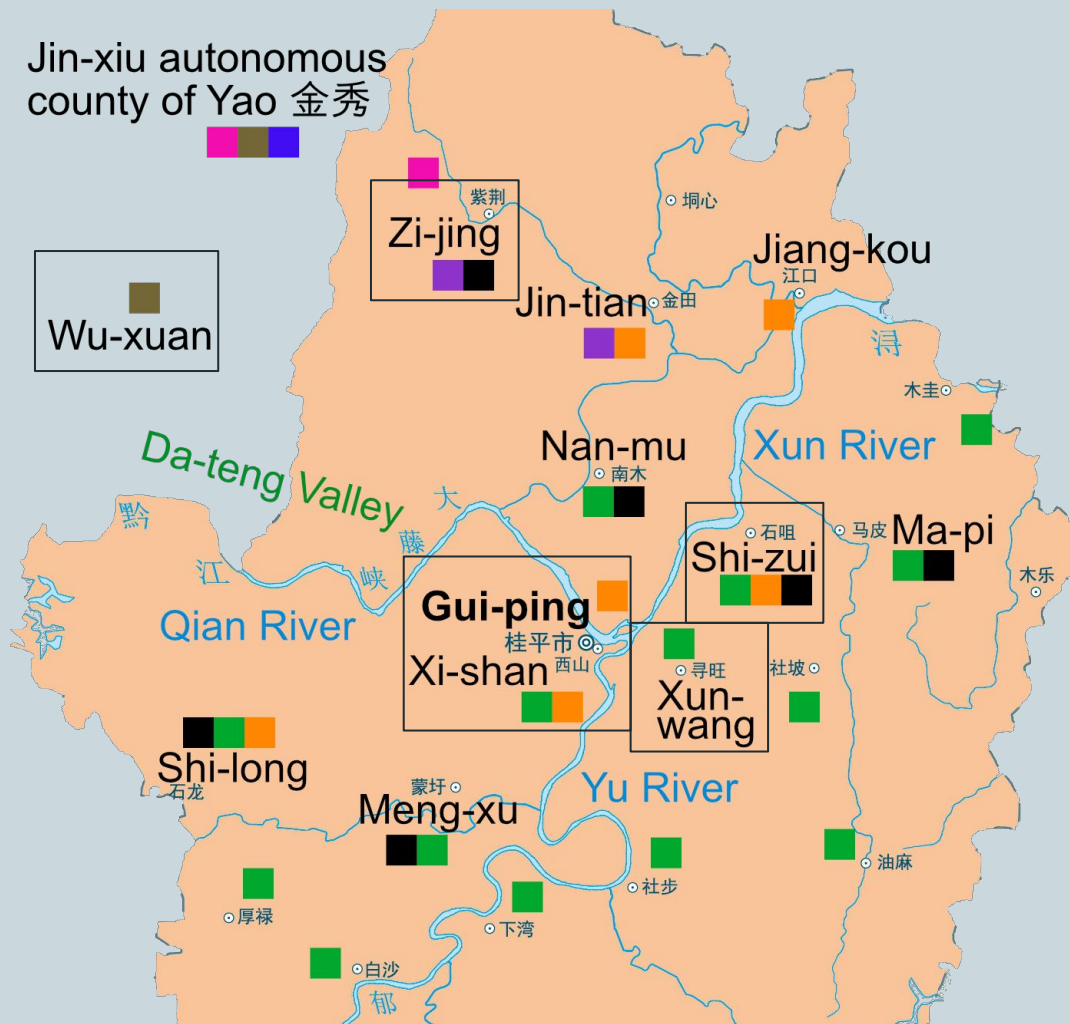 Jin-xiu autonomous
county of Yao 金秀
紫荆
Zi-jing
垌心
Jiang-kou
江口
Wu-xuan
Jin-tian
金田
浔
木圭
Da-teng Valley
Nan-mu
南木
Xun River
大
藤
峡
黔
江
石咀
Shi-zui
马皮
Ma-pi
木乐
Qian River
Gui-ping
桂平市
西山
Xi-shan
寻旺
Xun-
wang
社坡
Shi-long
石龙
蒙圩
Meng-xu
Yu River
油麻
社步
厚禄
下湾
白沙
郁